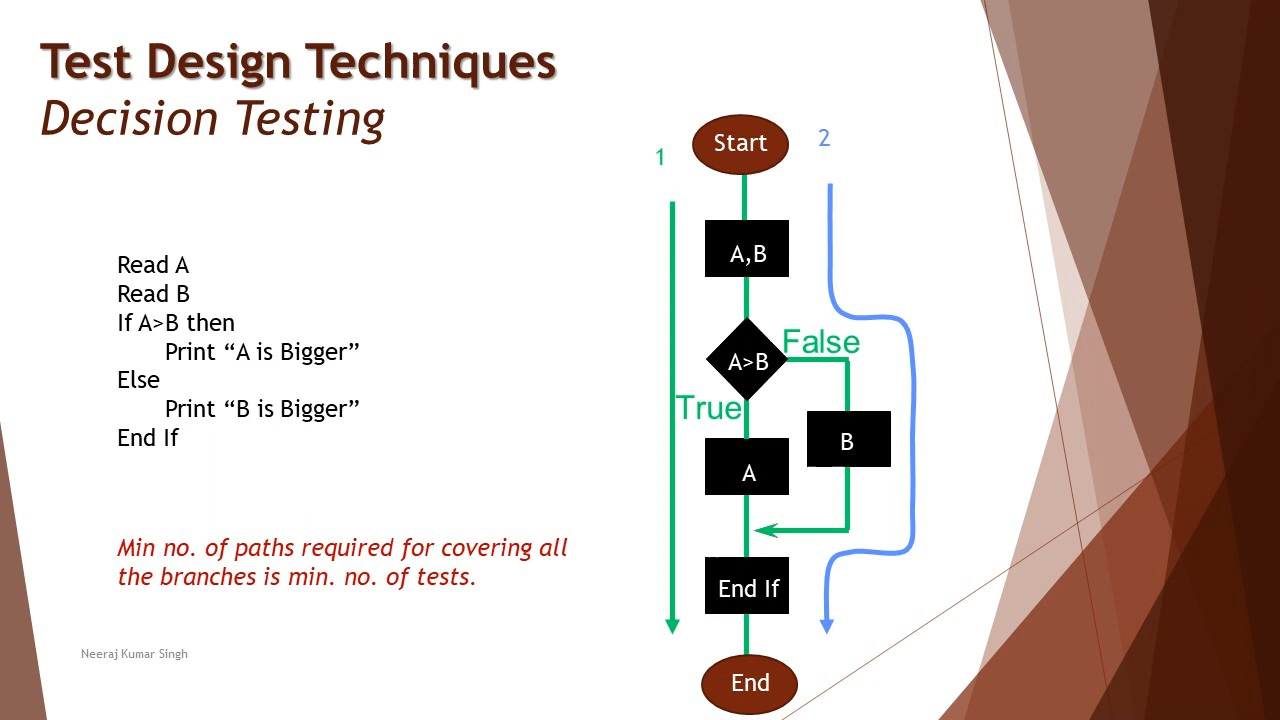 Test Design Techniques
Decision Testing
Read A
Read B
If A>B then
Print “A is Bigger”
Else
Print “B is Bigger”
End If
Min no. of paths required for covering all
the branches is min. no. of tests.
Neeraj Kumar Singh
1
Start
2
A,B
False
A>B
True
B
A
End If
End